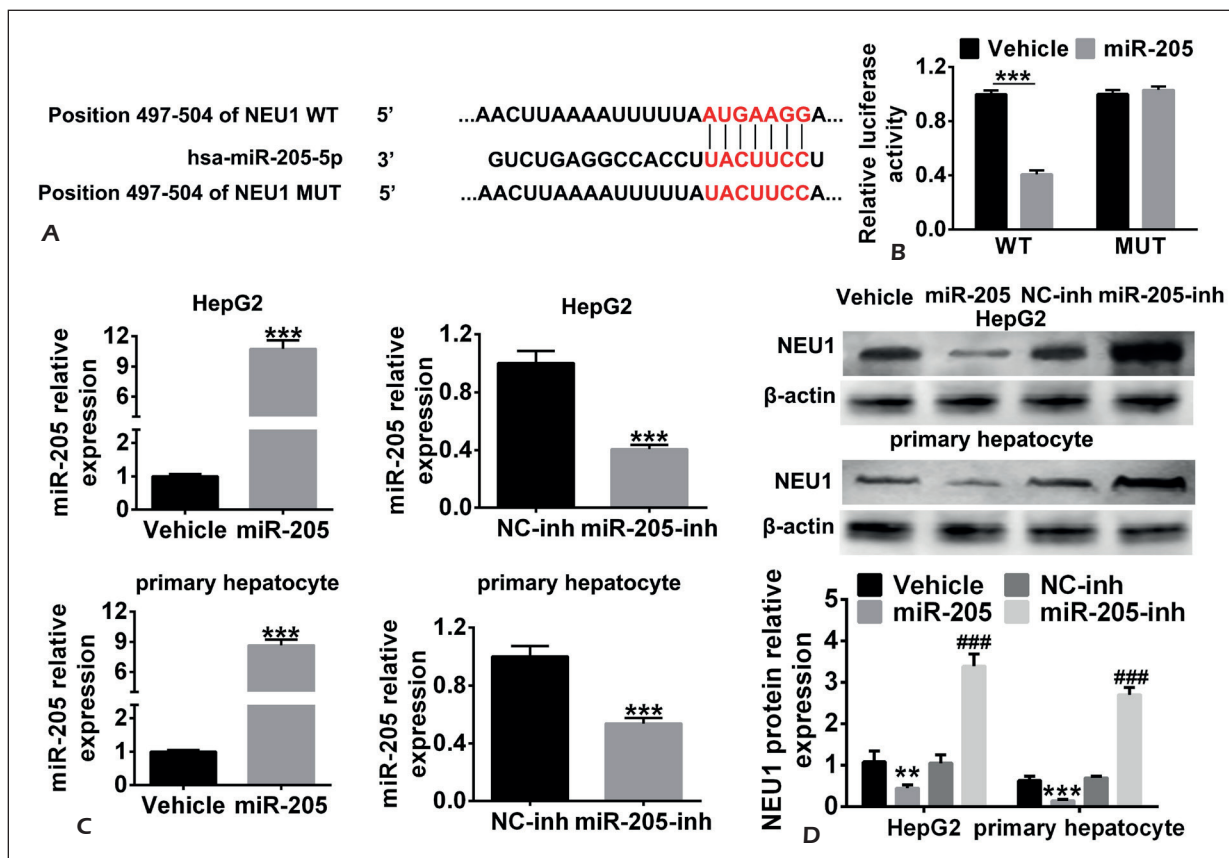 Position 497-504 of NEU1 WT 5’ ...AACUUAAAAUUUUUAAUGAAGGA...
hsa-miR-205-5p 3’ GUCUGAGGCCACCUUACUUCCU
Position 497-504 of NEU1 MUT 5’ ...AACUUAAAAUUUUUAUACUUCCA...
A
Vehicle miR-205
Relative luciferase
activity
1.2
0.8
0.4
0.0
***
WT MUT
B
HepG2
miR-205 relative
expression
12
9
6
2
1
0
***
Vehicle miR-205
HepG2
miR-205 relative
expression
1.2
0.8
0.4
0.0
***
NC-inh miR-205-inh
primary hepatocyte
miR-205 relative
expression
12
9
6
2
1
0
***
Vehicle miR-205
primary hepatocyte
miR-205 relative
expression
1.2
0.8
0.4
0.0
***
NC-inh miR-205-inh
C
Vehicle miR-205 NC-inh miR-205-inh
HepG2
NEU1
β-actin
primary hepatocyte
NEU1
β-actin
Vehicle NC-inh
miR-205 miR-205-inh
NEU1 protein relative
expression
5
4
3
2
1
0
** ###
*** ###
HepG2 primary hepatocyte
D